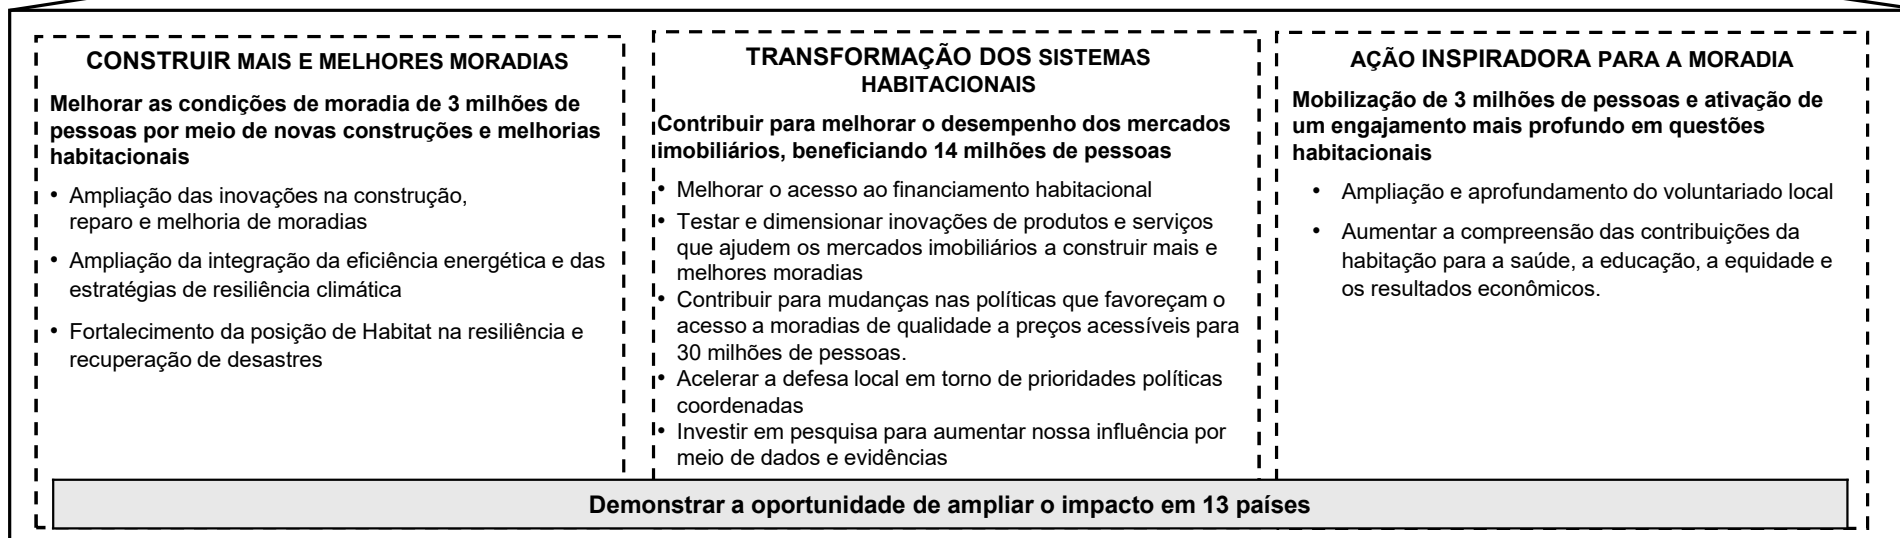 CONSTRUIR MAIS E MELHORES MORADIAS
Melhorar as condições de moradia de 3 milhões de
pessoas por meio de novas construções e melhorias
habitacionais
• Ampliação das inovações na construção,
reparo e melhoria de moradias
• Ampliação da integração da eficiência energética e das
estratégias de resiliência climática
• Fortalecimento da posição de Habitat na resiliência e
recuperação de desastres
TRANSFORMAÇÃO DOS SISTEMAS
HABITACIONAIS
Contribuir para melhorar o desempenho dos mercados
imobiliários, beneficiando 14 milhões de pessoas
• Melhorar o acesso ao financiamento habitacional
• Testar e dimensionar inovações de produtos e serviços
que ajudem os mercados imobiliários a construir mais e
melhores moradias
• Contribuir para mudanças nas políticas que favoreçam o
acesso a moradias de qualidade a preços acessíveis para
30 milhões de pessoas.
• Acelerar a defesa local em torno de prioridades políticas
coordenadas
• Investir em pesquisa para aumentar nossa influência por
meio de dados e evidências
AÇÃO INSPIRADORA PARA A MORADIA
Mobilização de 3 milhões de pessoas e ativação de
um engajamento mais profundo em questões
habitacionais
• Ampliação e aprofundamento do voluntariado local
• Aumentar a compreensão das contribuições da
habitação para a saúde, a educação, a equidade e
os resultados econômicos.
Demonstrar a oportunidade de ampliar o impacto em 13 países